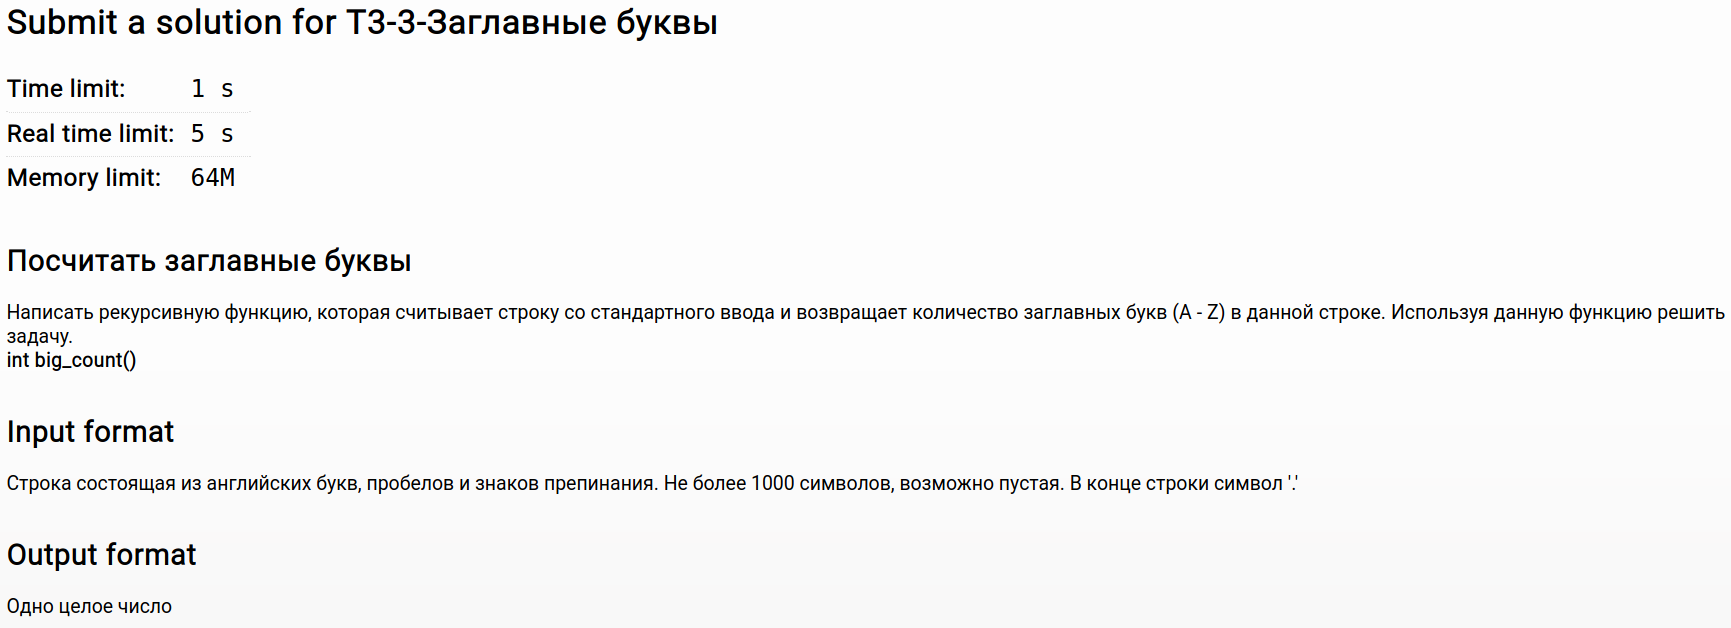 Submit a solution for T3-3-Заглавные буквы
Time limit: 1 s
Real time limit: 5 s
Memory limit: 64M
Посчитать заглавные буквы
Написать рекурсивную функцию, которая считывает строку со стандартного ввода и возвращает количество заглавных букв (A - Z) в данной строке. Используя данную функцию решить
задачу.
int big_count()
Input format
Строка состоящая из английских букв, пробелов и знаков препинания. Не более 1000 символов, возможно пустая. В конце строки символ '.'
Output format
Одно целое число